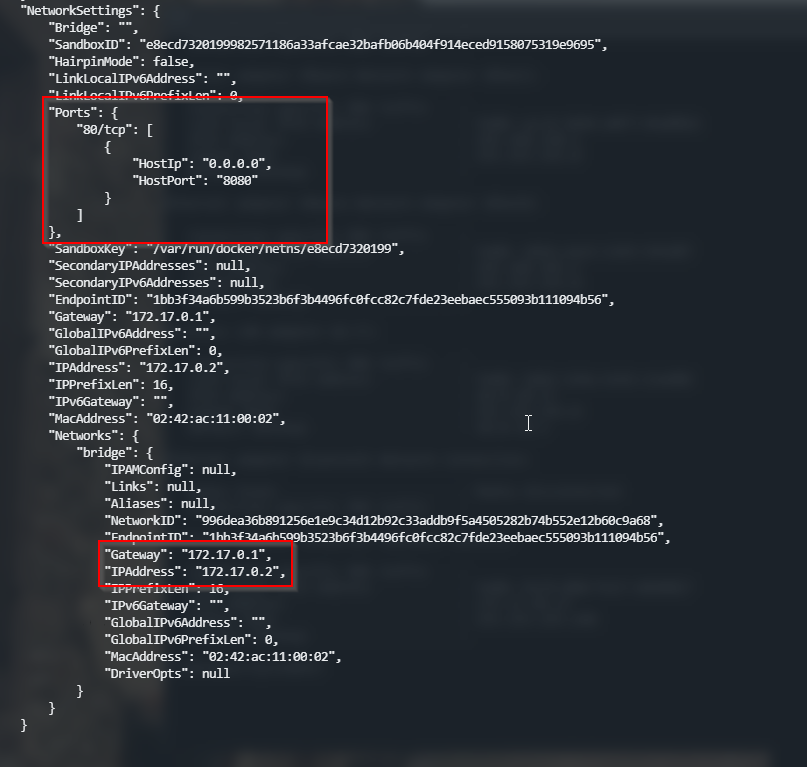 "NetworkSettings": {
"Bridge": "",
"SandboxID": "e8ecd7320199982571186a33afcae32bafb06b404f914eced9158075319e9695",
"HairpinMode": false,
"LinkLocalIPv6Address": "",
"LinkLocalIPv6PrefixLen": 0,
"Ports": {
"80/tcp": [
{
"HostIp": "0.0.0.0",
"HostPort": "8080"
}
]
},
"SandboxKey": "/var/run/docker/netns/e8ecd7320199",
"SecondaryIPAddresses": null,
"SecondaryIPv6Addresses": null,
"EndpointID": "1bb3f34a6b599b3523b6f3b4496fc0fcc82c7fde23eebaec555093b111094b56",
"Gateway": "172.17.0.1",
"GlobalIPv6Address": "",
"GlobalIPv6PrefixLen": 0,
"IPAddress": "172.17.0.2",
"IPPrefixLen": 16,
"IPv6Gateway": "",
"MacAddress": "02:42:ac:11:00:02",
"Networks": {
"bridge": {
"IPAMConfig": null,
"Links": null,
"Aliases": null,
"NetworkID": "996dea36b891256e1e9c34d12b92c33addb9f5a4505282b74b552e12b60c9a68",
"EndpointID": "1bb3f34a6b599b3523b6f3b4496fc0fcc82c7fde23eebaec555093b111094b56",
"Gateway": "172.17.0.1",
"IPAddress": "172.17.0.2",
"IPPrefixLen": 16,
"IPv6Gateway": "",
"GlobalIPv6Address": "",
"GlobalIPv6PrefixLen": 0,
"MacAddress": "02:42:ac:11:00:02",
"DriverOpts": null
}
}
}